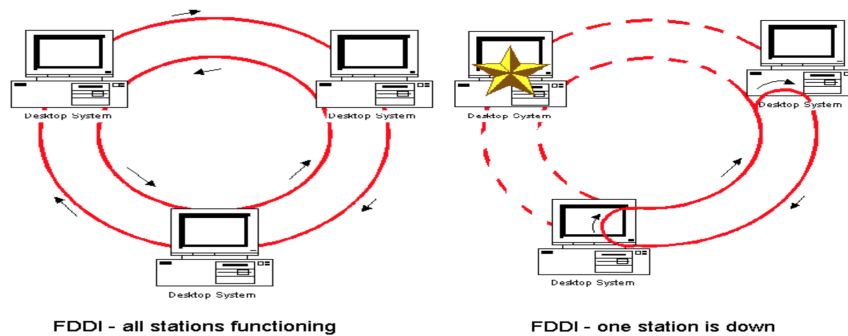 Desktop System
Desktop System
Desktop System
FDDI - all stations functioning
Desktop System
Desktop System
Desktop System
FDDI - one station is down